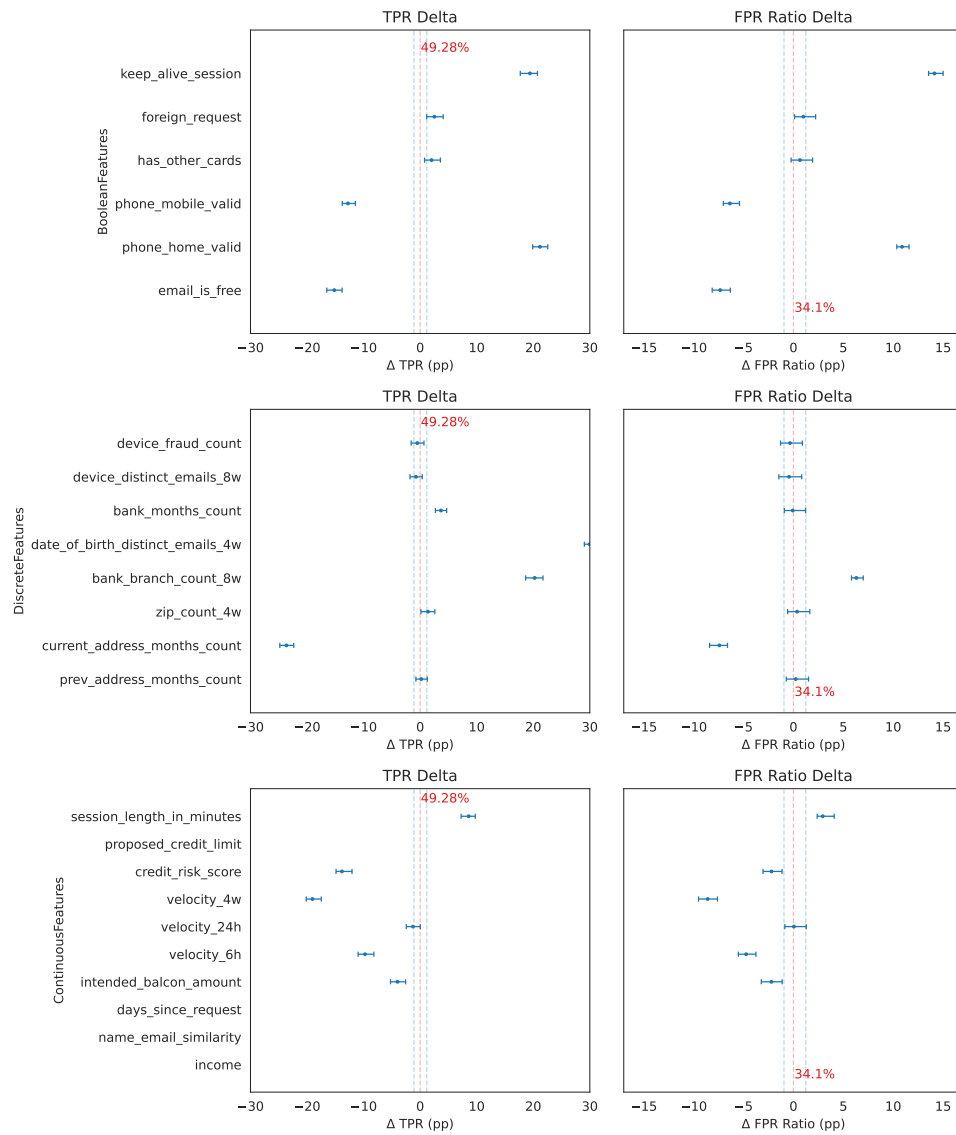 TPR Delta
FPR Ratio Delta
49.28%
keep_alive_session
foreign_request
has_other_cards
phone_mobile_valid
phone_home_valid
email_is_free
BooleanFeatures
34.1%
−30 −20 −10 0 10 20 30
−15 −10 −5 0 5 10 15
Δ TPR (pp)
Δ FPR Ratio (pp)
TPR Delta
FPR Ratio Delta
49.28%
device_fraud_count
device_distinct_emails_8w
bank_months_count
date_of_birth_distinct_emails_4w
bank_branch_count_8w
zip_count_4w
current_address_months_count
prev_address_months_count
DiscreteFeatures
34.1%
−30 −20 −10 0 10 20 30
−15 −10 −5 0 5 10 15
Δ TPR (pp)
Δ FPR Ratio (pp)
TPR Delta
FPR Ratio Delta
49.28%
session_length_in_minutes
proposed_credit_limit
credit_risk_score
velocity_4w
velocity_24h
velocity_6h
intended_balcon_amount
days_since_request
name_email_similarity
income
ContinuousFeatures
34.1%
−30 −20 −10 0 10 20 30
−15 −10 −5 0 5 10 15
Δ TPR (pp)
Δ FPR Ratio (pp)